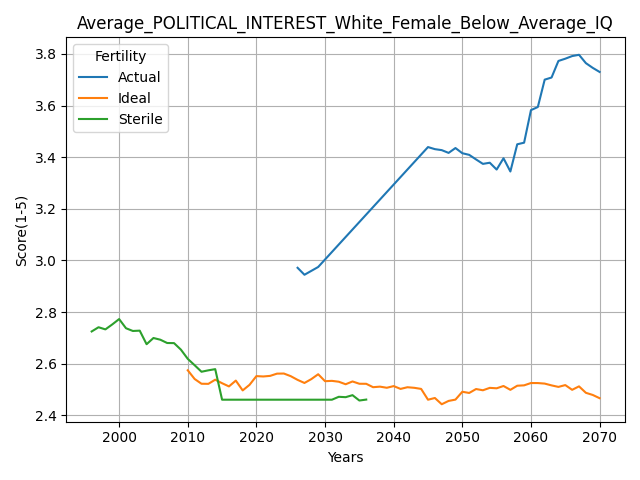 Average_POLITICAL_INTEREST_White_Female_Below_Average_IQ
Fertility
Actual
Ideal
Sterile
Score(1-5)
3.8
3.6
3.4
3.2
3.0
2.8
2.6
2.4
2000 2010 2020 2030 2040 2050 2060 2070
Years